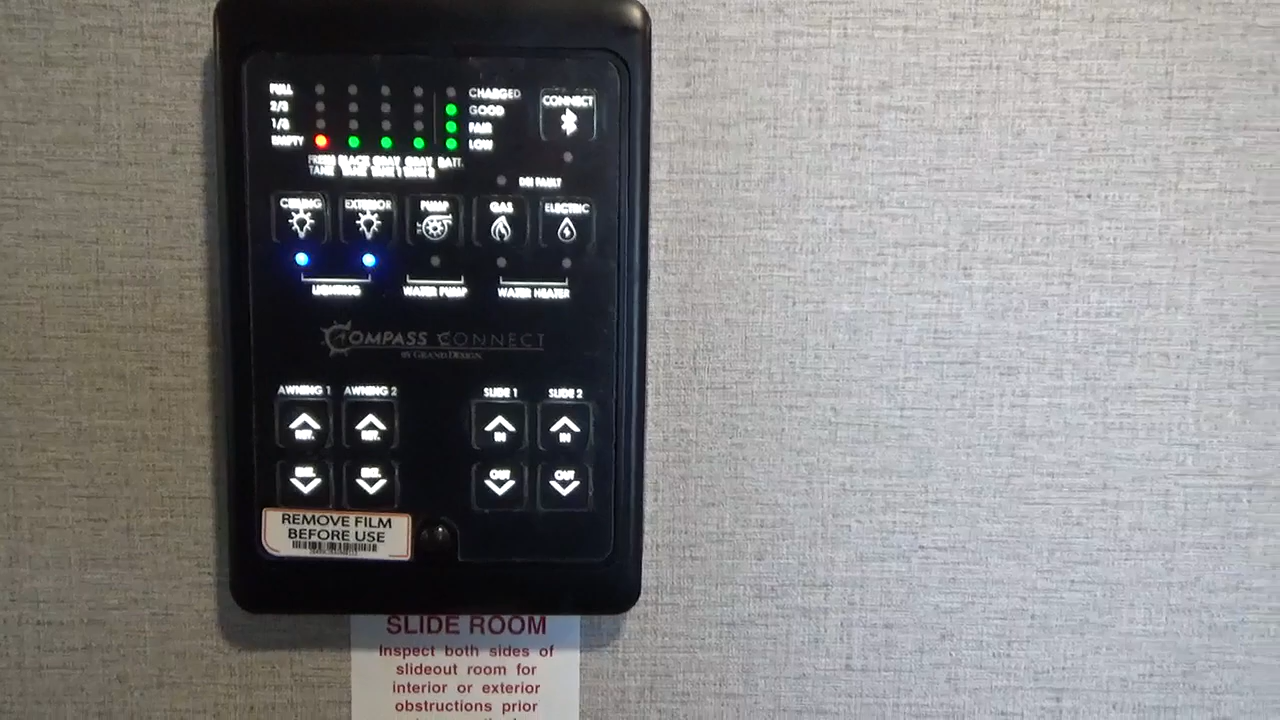 FULL
CHARGED
2/3
GOOD
1/3
FAIR
EMPTY
LOW
CONNECT
FRESH TANK
BLACK TANK
GRAY TANK 1
GRAY TANK 2
BATT.
DSI FAULT
CEILING
EXTERIOR
PUMP
GAS
ELECTRIC
LIGHTING
WATER PUMP
WATER HEATER
COMPASS CONNECT
BY GRAND DESIGN
AWNING 1
AWNING 2
SLIDE 1
SLIDE 2
RET.
RET.
IN
IN
EXT.
EXT.
OUT
OUT
REMOVE FILM
BEFORE USE
SLIDE ROOM
Inspect both sides of
slideout room for
interior or exterior
obstructions prior